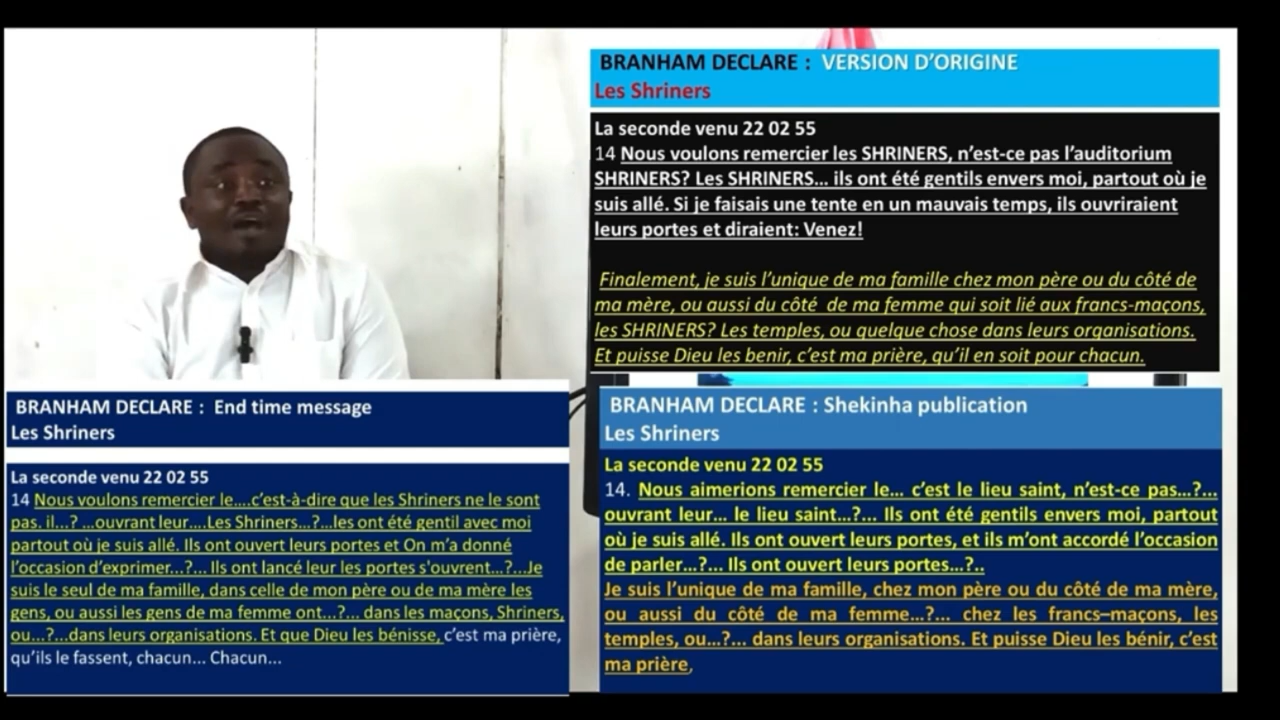 BRANHAM DECLARE : VERSION D’ORIGINE
Les Shriners
La seconde venu 22 02 55
14 Nous voulons remercier les SHRINERS, n’est-ce pas l’auditorium
SHRINERS? Les SHRINERS... ils ont été gentils envers moi, partout où je
suis allé. Si je faisais une tente en un mauvais temps, ils ouvriraient
leurs portes et diraient: Venez!
Finalement, je suis l’unique de ma famille chez mon père ou du côté de
ma mère, ou aussi du côté de ma femme qui soit lié aux francs-maçons,
les SHRINERS? Les temples, ou quelque chose dans leurs organisations.
Et puisse Dieu les benir, c’est ma prière, qu’il en soit pour chacun.
BRANHAM DECLARE : End time message
Les Shriners
La seconde venu 22 02 55
14 Nous voulons remercier le....c’est-à-dire que les Shriners ne le sont
pas. il...? ...ouvrant leur....Les Shriners...?...les ont été gentil avec moi
partout où je suis allé. Ils ont ouvert leurs portes et On m’a donné
l’occasion d’exprimer...?... Ils ont lancé leur les portes s'ouvrent...?...Je
suis le seul de ma famille, dans celle de mon père ou de ma mère les
gens, ou aussi les gens de ma femme ont...?... dans les maçons, Shriners,
ou...?...dans leurs organisations. Et que Dieu les bénisse, c’est ma prière,
qu’ils le fassent, chacun... Chacun...
BRANHAM DECLARE : Shekinha publication
Les Shriners
La seconde venu 22 02 55
14. Nous aimerions remercier le... c’est le lieu saint, n’est-ce pas...?...
ouvrant leur... le lieu saint...?... Ils ont été gentils envers moi, partout
où je suis allé. Ils ont ouvert leurs portes, et ils m’ont accordé l’occasion
de parler...?... Ils ont ouvert leurs portes...?..
Je suis l’unique de ma famille, chez mon père ou du côté de ma mère,
ou aussi du côté de ma femme...?... chez les francs–maçons, les
temples, ou...?... dans leurs organisations. Et puisse Dieu les bénir, c’est
ma prière,